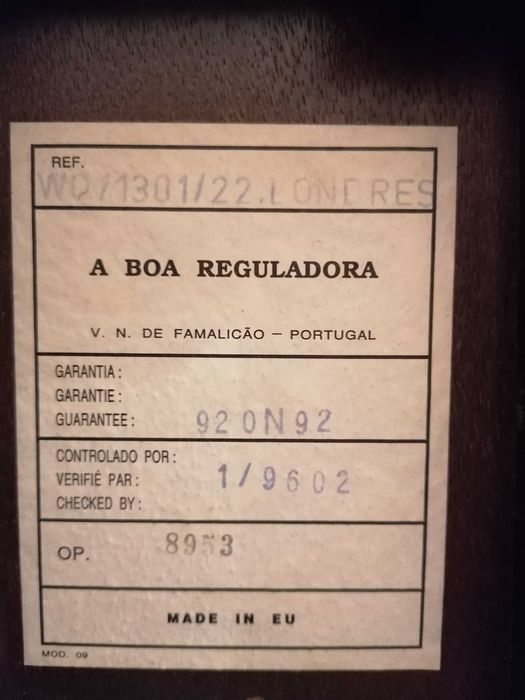 REF.
WQ/1301/22.LONDRES
A BOA REGULADORA
V. N. DE FAMALICÃO – PORTUGAL
GARANTIA:
GARANTIE:
GUARANTEE: 920N92
CONTROLADO POR:
VERIFIÉ PAR: 1/9602
CHECKED BY:
OP. 8953
MADE IN EU
MOD. 09